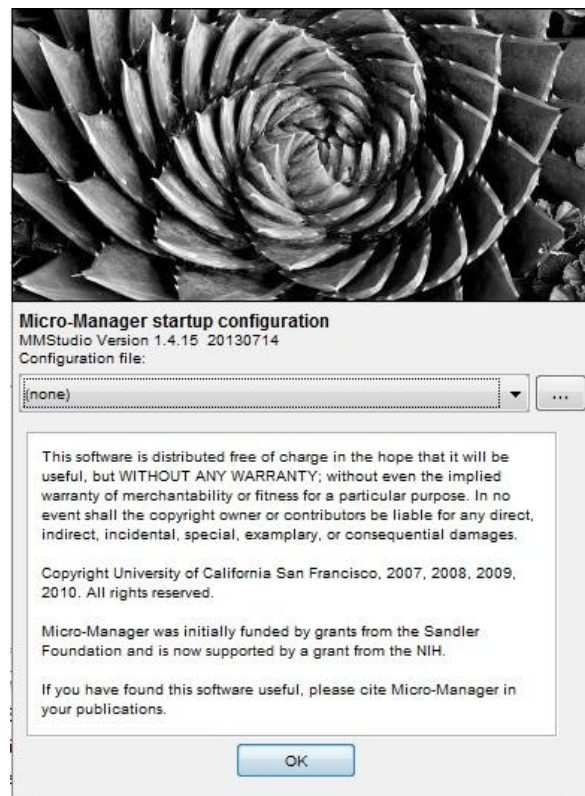 Micro-Manager startup configuration
MMStudio Version 1.4.15 20130714
Configuration file:
(none)
...
This software is distributed free of charge in the hope that it will be
useful, but WITHOUT ANY WARRANTY; without even the implied
warranty of merchantability or fitness for a particular purpose. In no
event shall the copyright owner or contributors be liable for any direct,
indirect, incidental, special, examplary, or consequential damages.
Copyright University of California San Francisco, 2007, 2008, 2009,
2010. All rights reserved.
Micro-Manager was initially funded by grants from the Sandler
Foundation and is now supported by a grant from the NIH.
If you have found this software useful, please cite Micro-Manager in
your publications.
OK